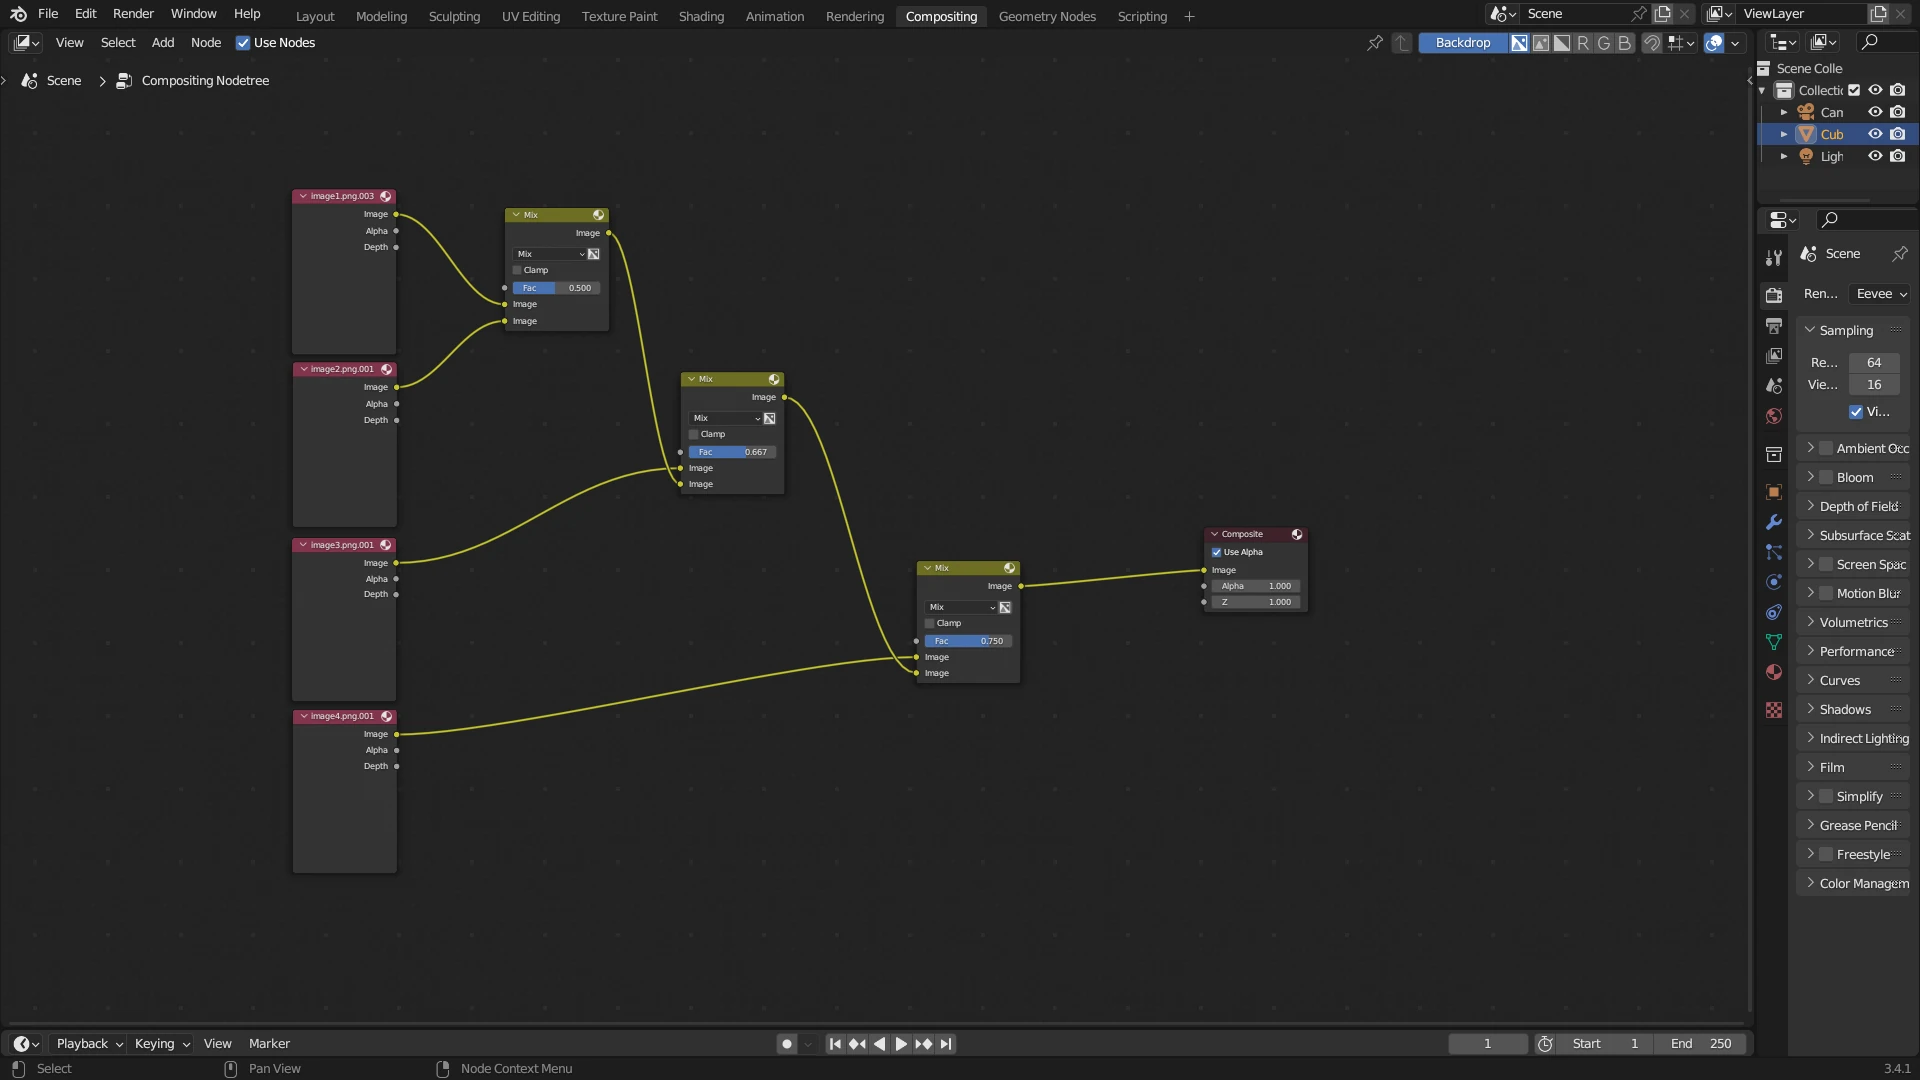 File Edit Render Window Help Layout Modeling Sculpting UV Editing Texture Paint Shading Animation Rendering Compositing Geometry Nodes Scripting + Scene ViewLayer
View Select Add Node Use Nodes Backdrop R G B
Scene > Compositing Nodetree
Scene Colle
Collectic
Can
Cub
Ligh
image1.png.003
Image
Alpha
Depth
image2.png.001
Image
Alpha
Depth
image3.png.001
Image
Alpha
Depth
image4.png.001
Image
Alpha
Depth
Mix
Image
Mix
Clamp
Fac 0.500
Image
Image
Mix
Image
Mix
Clamp
Fac 0.667
Image
Image
Mix
Image
Mix
Clamp
Fac 0.750
Image
Image
Composite
Use Alpha
Image
Alpha 1.000
Z 1.000
Scene
Ren... Eevee
Sampling
Re... 64
Vie... 16
Vi...
Ambient Occ
Bloom
Depth of Field
Subsurface Scat
Screen Spac
Motion Blur
Volumetrics
Performance
Curves
Shadows
Indirect Lighting
Film
Simplify
Grease Pencil
Freestyle
Color Managem
Playback Keying View Marker 1 Start 1 End 250
Select Pan View Node Context Menu 3.4.1